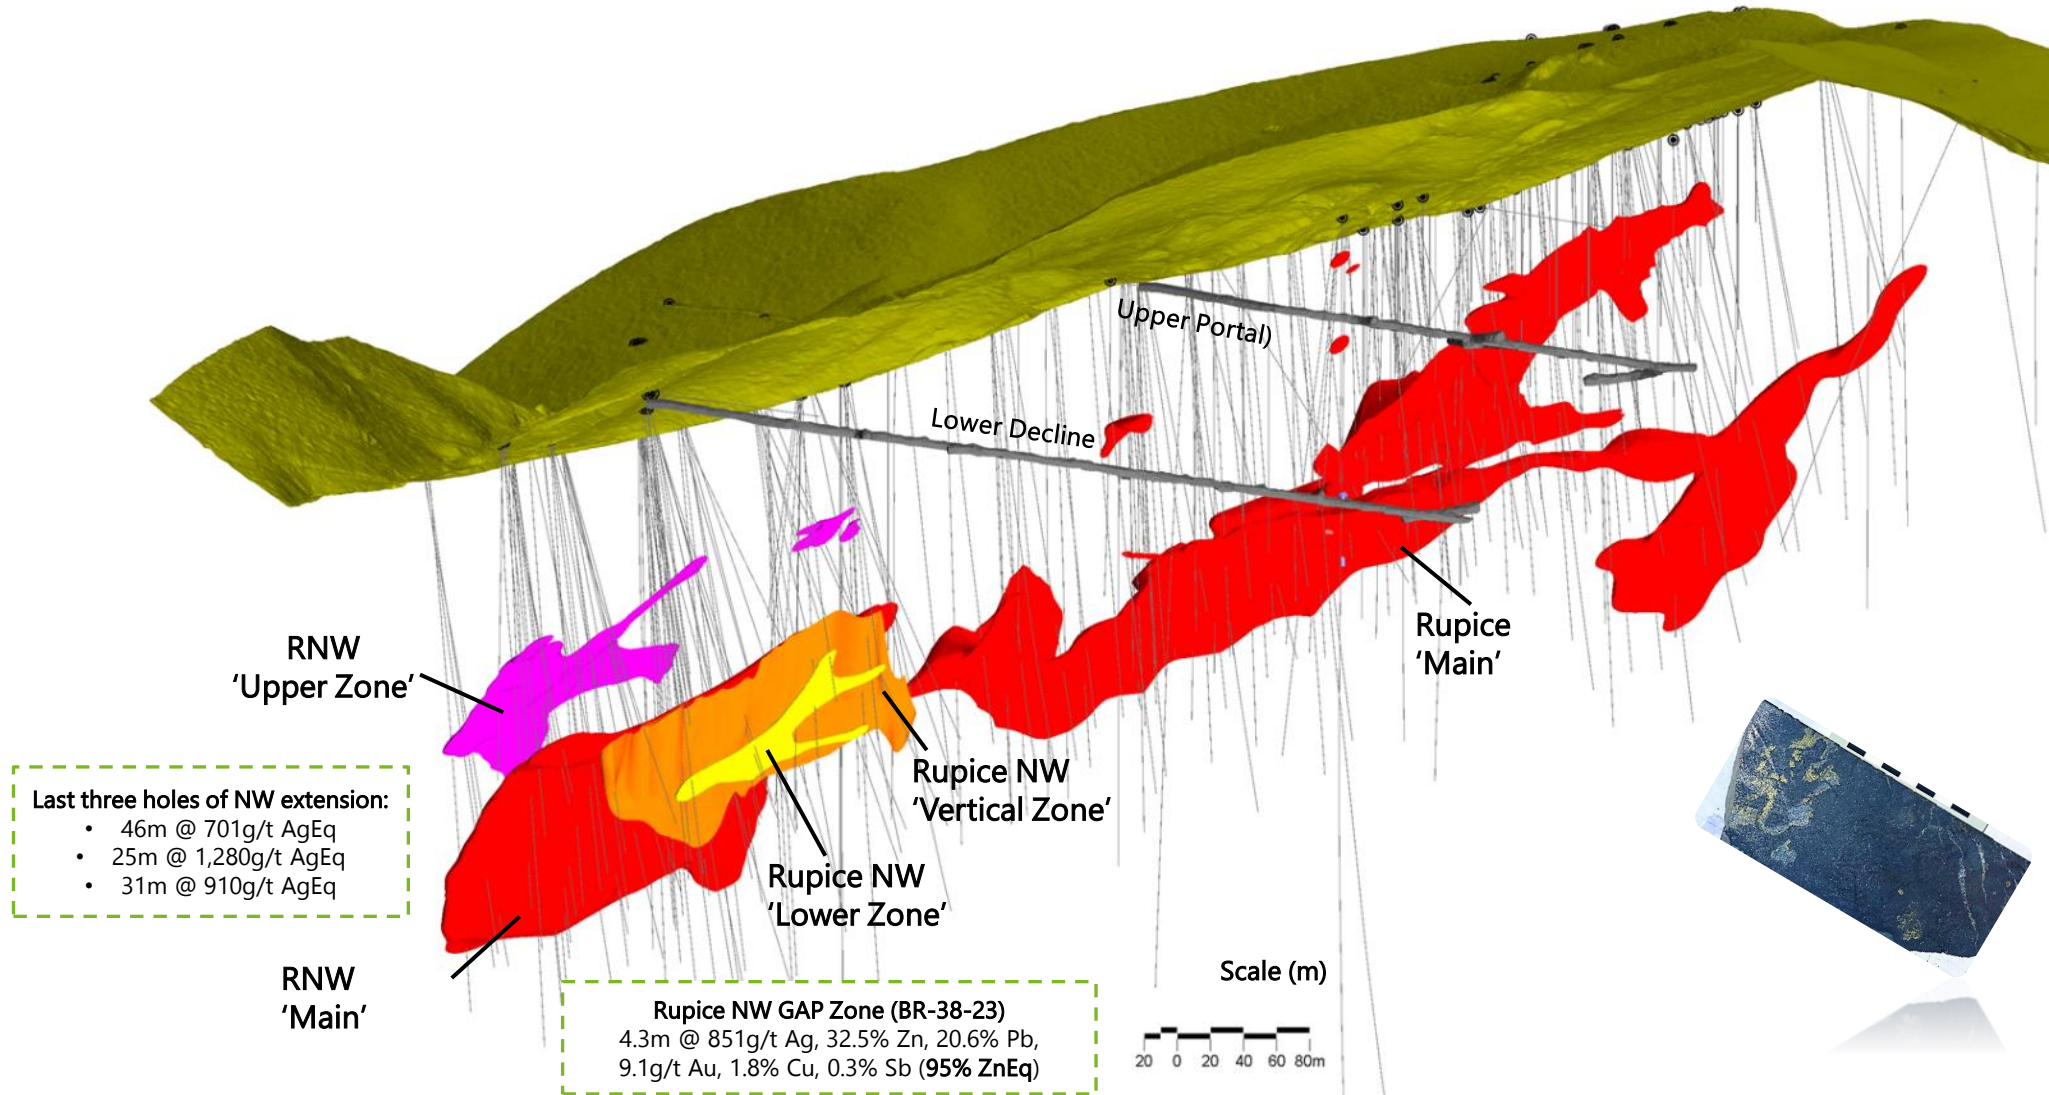 Upper Portal)
Lower Decline
RNW
‘Upper Zone’
Rupice
‘Main’
Rupice NW
‘Vertical Zone’
Last three holes of NW extension:
• 46m @ 701g/t AgEq
• 25m @ 1,280g/t AgEq
• 31m @ 910g/t AgEq
Rupice NW
‘Lower Zone’
RNW
‘Main’
Scale (m)
Rupice NW GAP Zone (BR-38-23)
4.3m @ 851g/t Ag, 32.5% Zn, 20.6% Pb,
9.1g/t Au, 1.8% Cu, 0.3% Sb (95% ZnEq)
20 0 20 40 60 80m